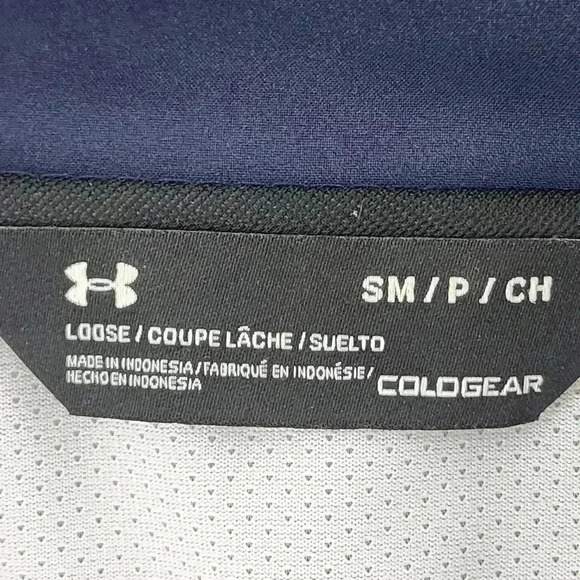 SM / P / CH
LOOSE / COUPE LÂCHE / SUELTO
MADE IN INDONESIA / FABRIQUÉ EN INDONÉSIE /
HECHO EN INDONESIA
COLDGEAR